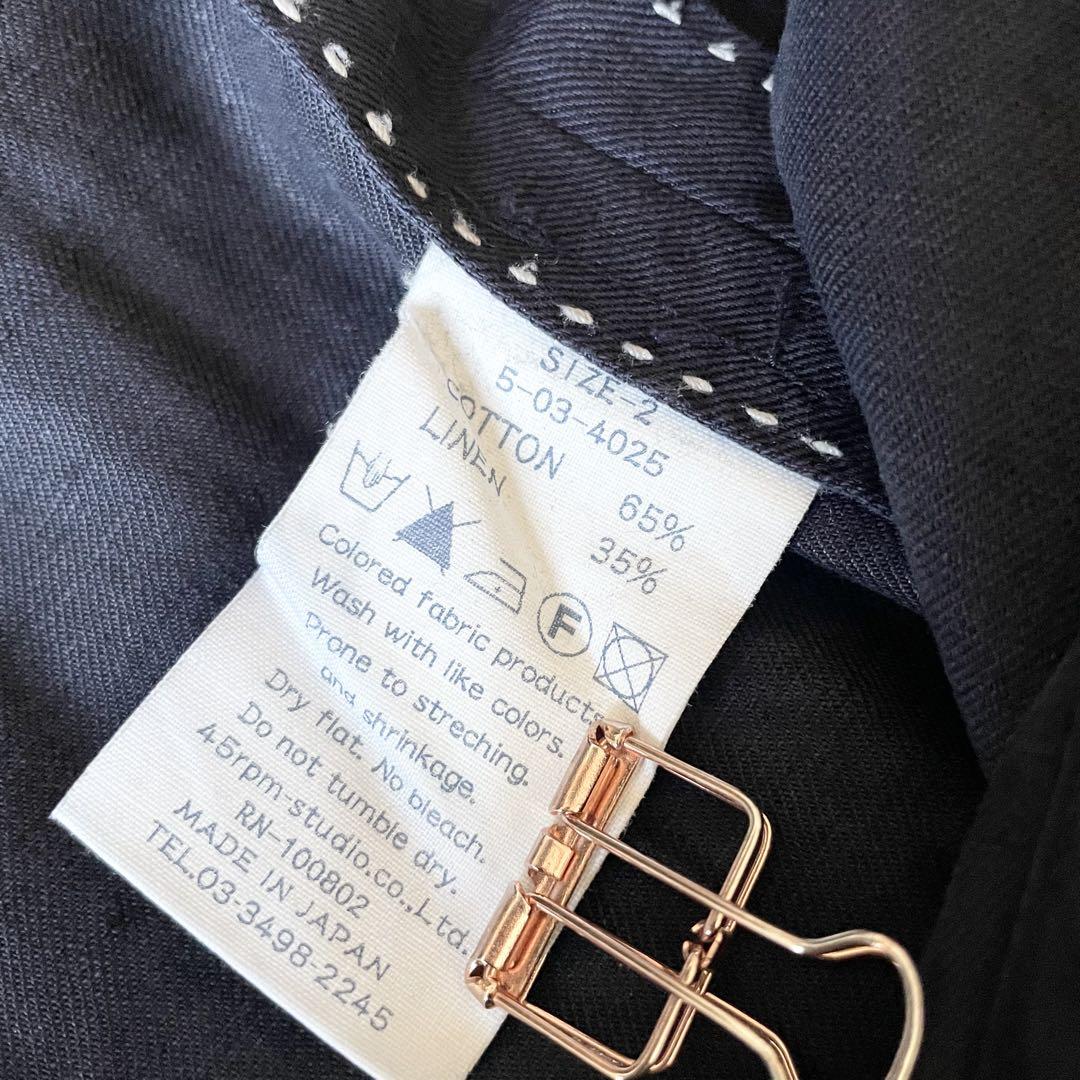 SIZE-2
5-03-4025
COTTON 65%
LINEN 35%
F
Colored fabric products.
Wash with like colors.
Prone to streching.
and shrinkage.
Dry flat. No bleach.
Do not tumble dry.
45rpm-studio.co.,Ltd.
RN-100802
MADE IN JAPAN
TEL.03-3498-2245